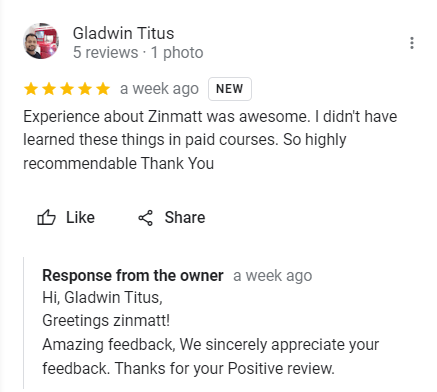 Gladwin Titus
5 reviews · 1 photo
a week ago NEW
Experience about Zinmatt was awesome. I didn't have
learned these things in paid courses. So highly
recommendable Thank You
Like Share
Response from the owner a week ago
Hi, Gladwin Titus,
Greetings zinmatt!
Amazing feedback, We sincerely appreciate your
feedback. Thanks for your Positive review.